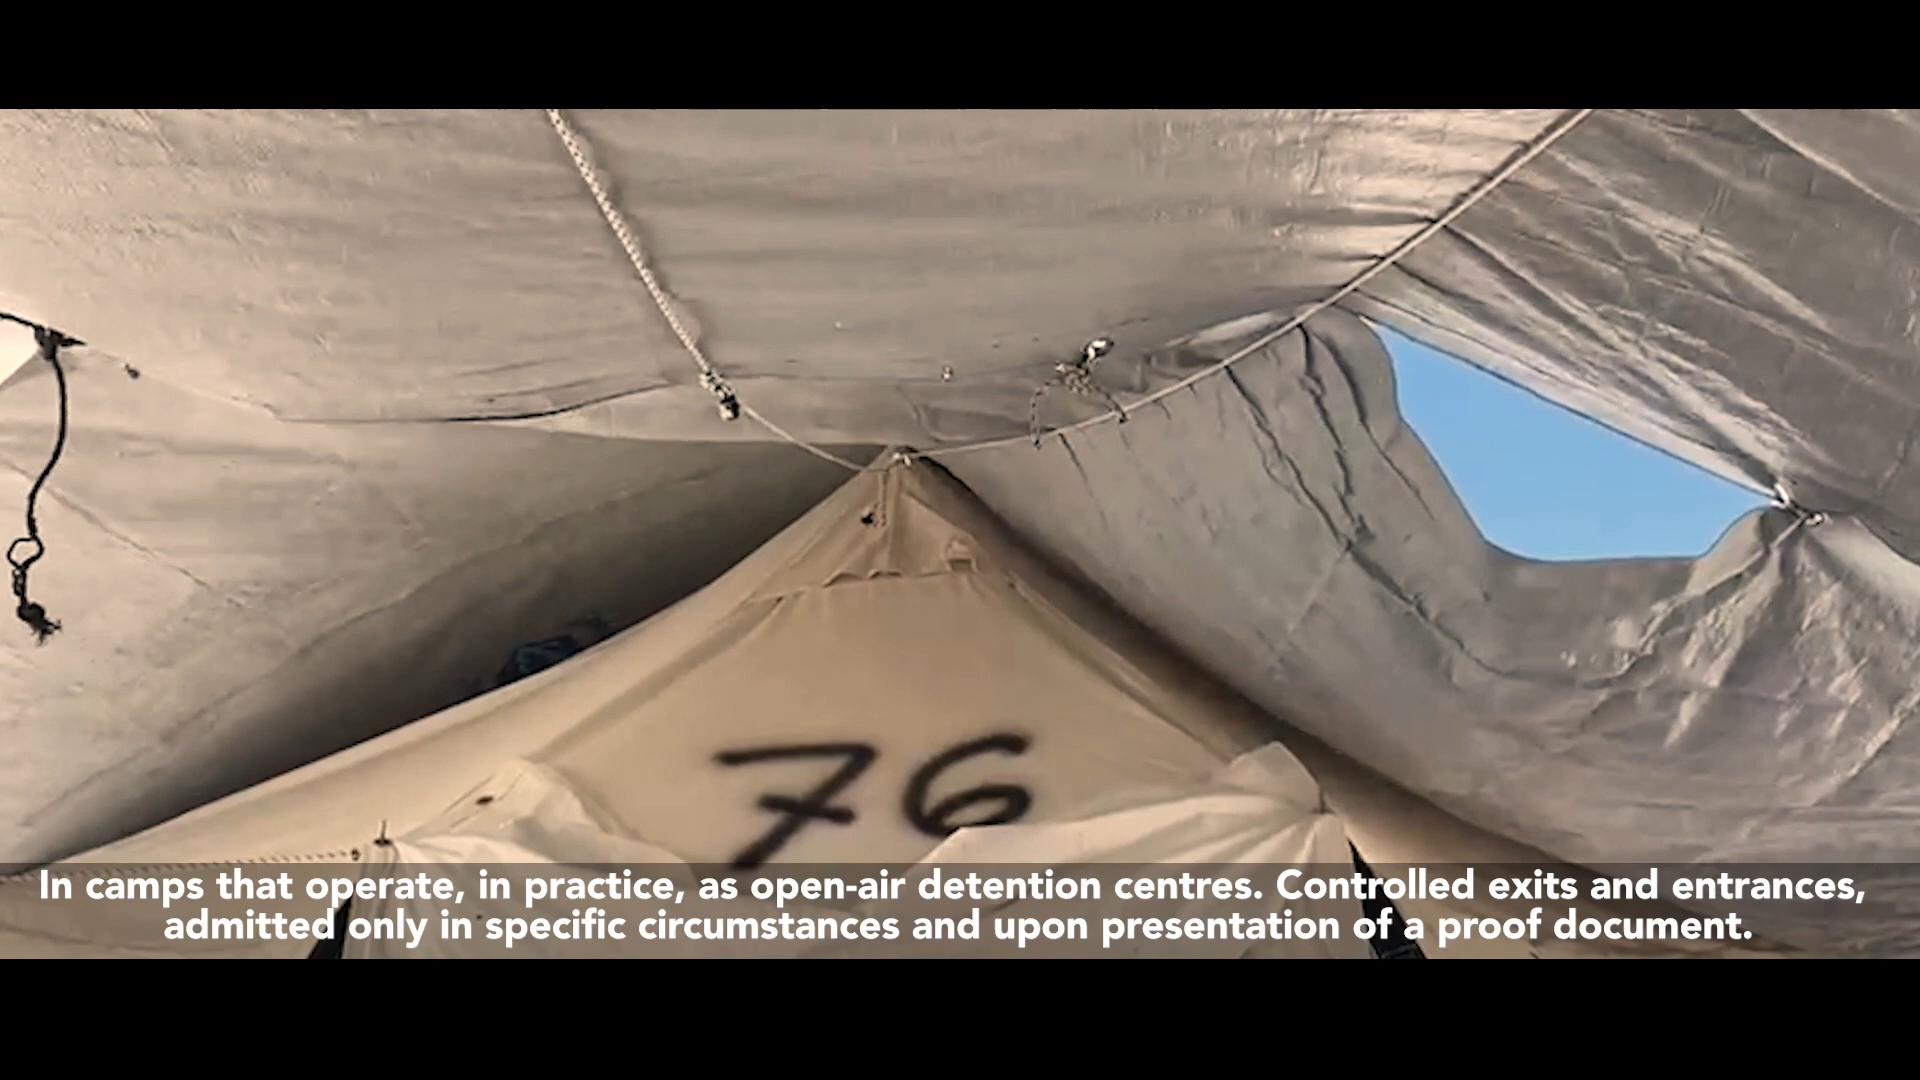 76
In camps that operate, in practice, as open-air detention centres. Controlled exits and entrances,
admitted only in specific circumstances and upon presentation of a proof document.